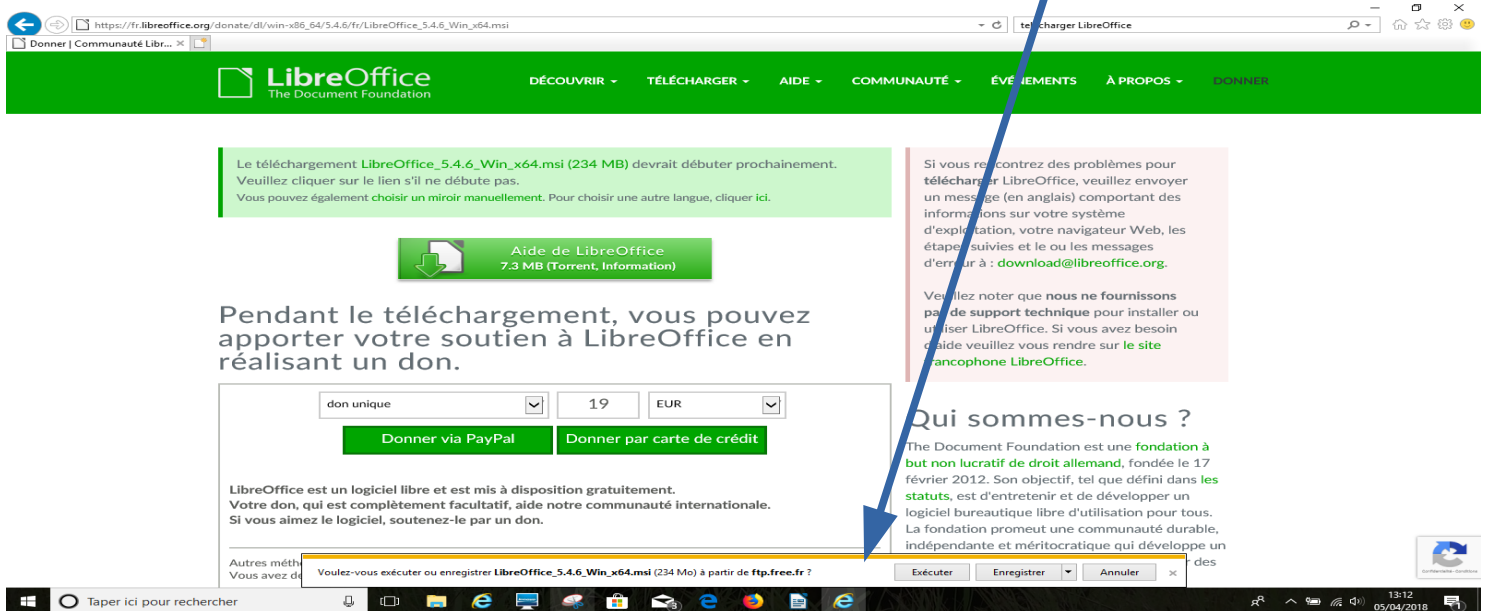 https://fr.libreoffice.org/donate/dl/win-x86_64/5.4.6/fr/LibreOffice_5.4.6_Win_x64.msi
télécharger LibreOffice
Donner | Communauté Libr...
LibreOffice
The Document Foundation
DÉCOUVRIR
TÉLÉCHARGER
AIDE
COMMUNAUTÉ
ÉVÉNEMENTS
À PROPOS
DONNER
Le téléchargement LibreOffice_5.4.6_Win_x64.msi (234 MB) devrait débuter prochainement.
Veuillez cliquer sur le lien s'il ne débute pas.
Vous pouvez également choisir un miroir manuellement. Pour choisir une autre langue, cliquer ici.
Aide de LibreOffice
7.3 MB (Torrent, Information)
Pendant le téléchargement, vous pouvez
apporter votre soutien à LibreOffice en
réalisant un don.
don unique
19
EUR
Donner via PayPal
Donner par carte de crédit
LibreOffice est un logiciel libre et est mis à disposition gratuitement.
Votre don, qui est complètement facultatif, aide notre communauté internationale.
Si vous aimez le logiciel, soutenez-le par un don.
Autres méth
Vous avez de
Si vous rencontrez des problèmes pour
télécharger LibreOffice, veuillez envoyer
un message (en anglais) comportant des
informations sur votre système
d'exploitation, votre navigateur Web, les
étapes suivies et le ou les messages
d'erreur à : download@libreoffice.org.
Veuillez noter que nous ne fournissons
pas de support technique pour installer ou
utiliser LibreOffice. Si vous avez besoin
d'aide veuillez vous rendre sur le site
francophone LibreOffice.
Qui sommes-nous ?
The Document Foundation est une fondation à
but non lucratif de droit allemand, fondée le 17
février 2012. Son objectif, tel que défini dans les
statuts, est d'entretenir et de développer un
logiciel bureautique libre d'utilisation pour tous.
La fondation promeut une communauté durable,
indépendante et méritocratique qui développe un
des
Voulez-vous exécuter ou enregistrer LibreOffice_5.4.6_Win_x64.msi (234 Mo) à partir de ftp.free.fr ?
Exécuter
Enregistrer
Annuler
Taper ici pour rechercher
13:12
05/04/2018